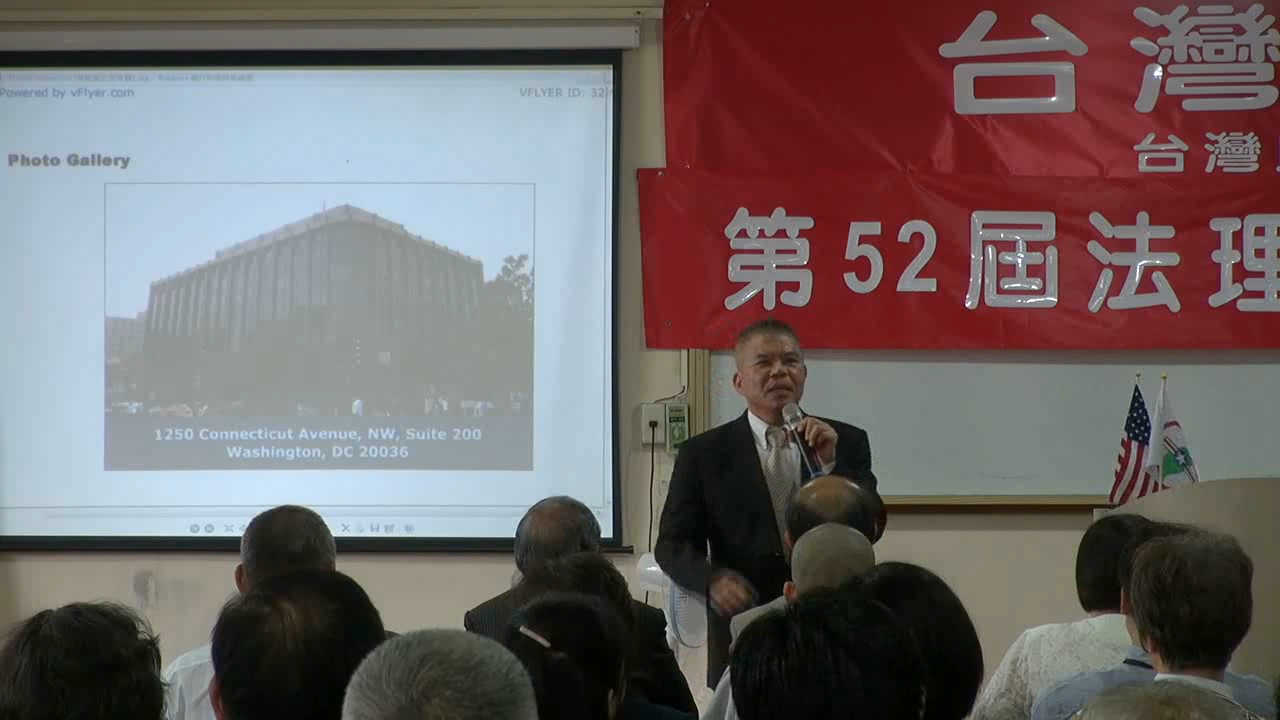 Powered by vFlyer.com
VFLYER ID: 32
Photo Gallery
1250 Connecticut Avenue, NW, Suite 200
Washington, DC 20036
台灣
台灣
第52屆法理